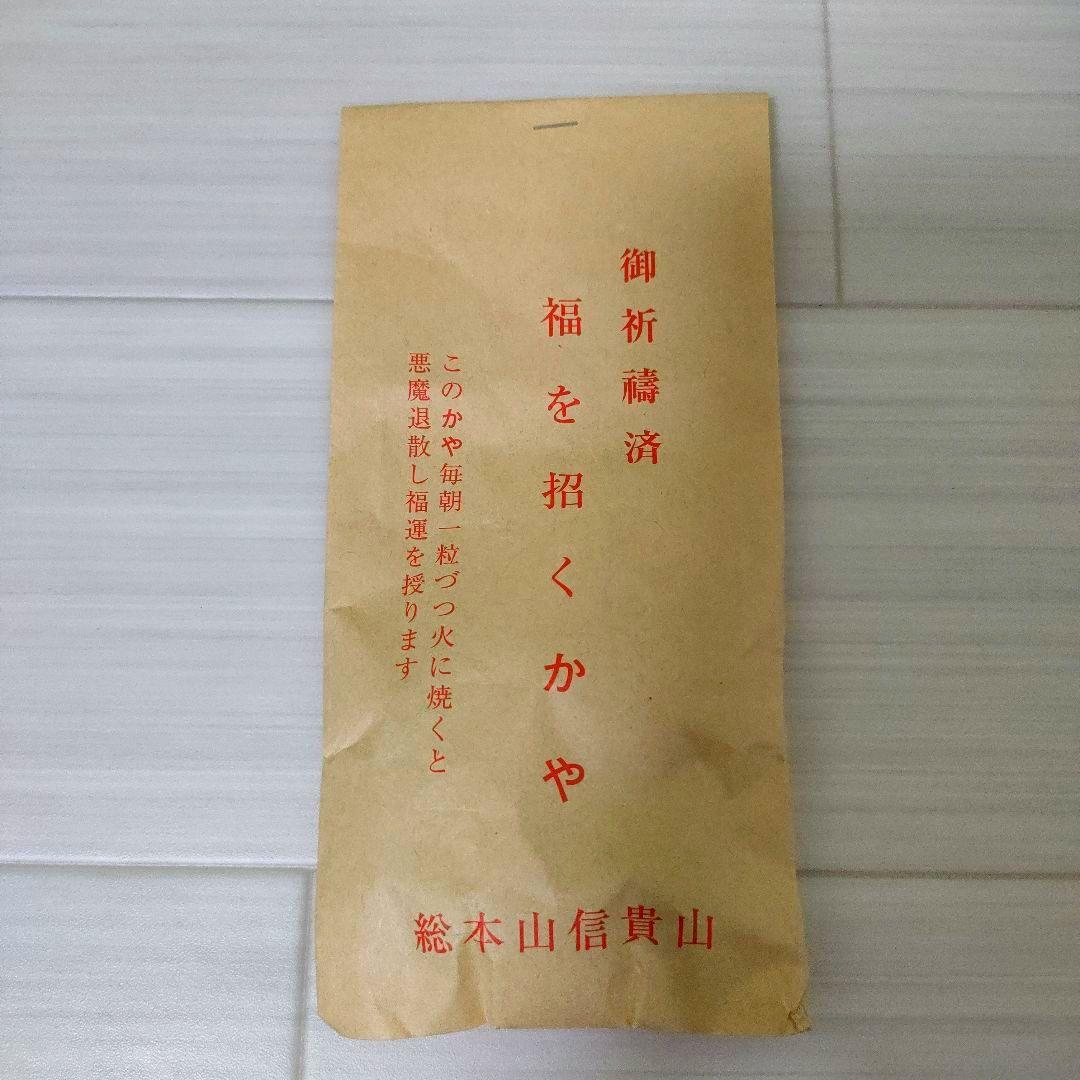 御祈禱済
福を招くかや
このかや毎朝一粒づつ火に焼くと
悪魔退散し福運を授ります
総本山信貴山